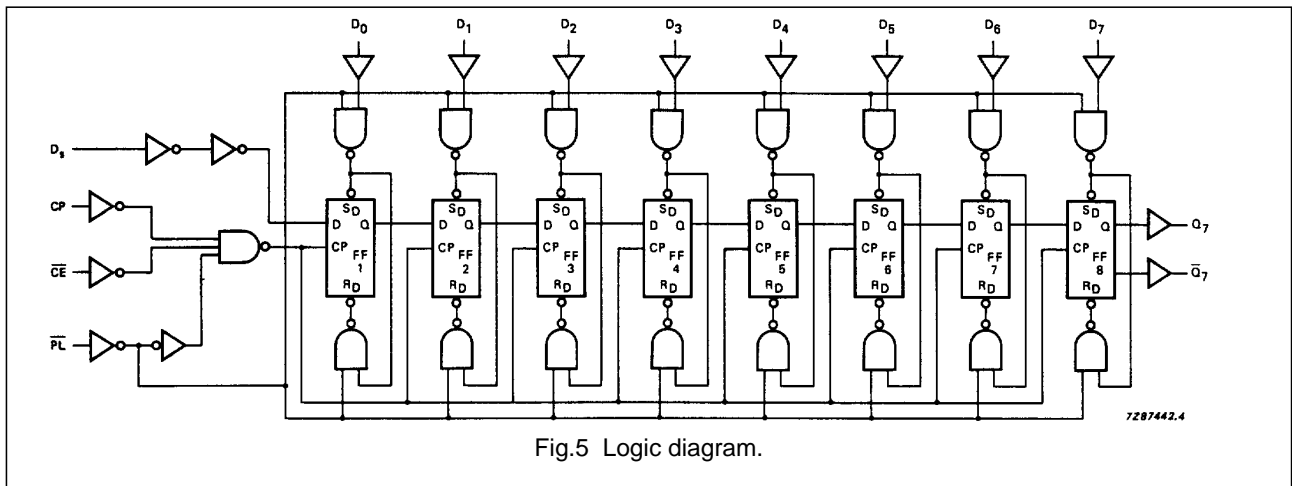 D0 D1 D2 D3 D4 D5 D6 D7
Ds
CP
CE
PL
SD SD SD SD SD SD SD SD
D Q D Q D Q D Q D Q D Q D Q D Q
CP CP CP CP CP CP CP CP
FF FF FF FF FF FF FF FF
1 2 3 4 5 6 7 8
RD RD RD RD RD RD RD RD
Q7
Q̅7
7Z87442.4
Fig.5 Logic diagram.